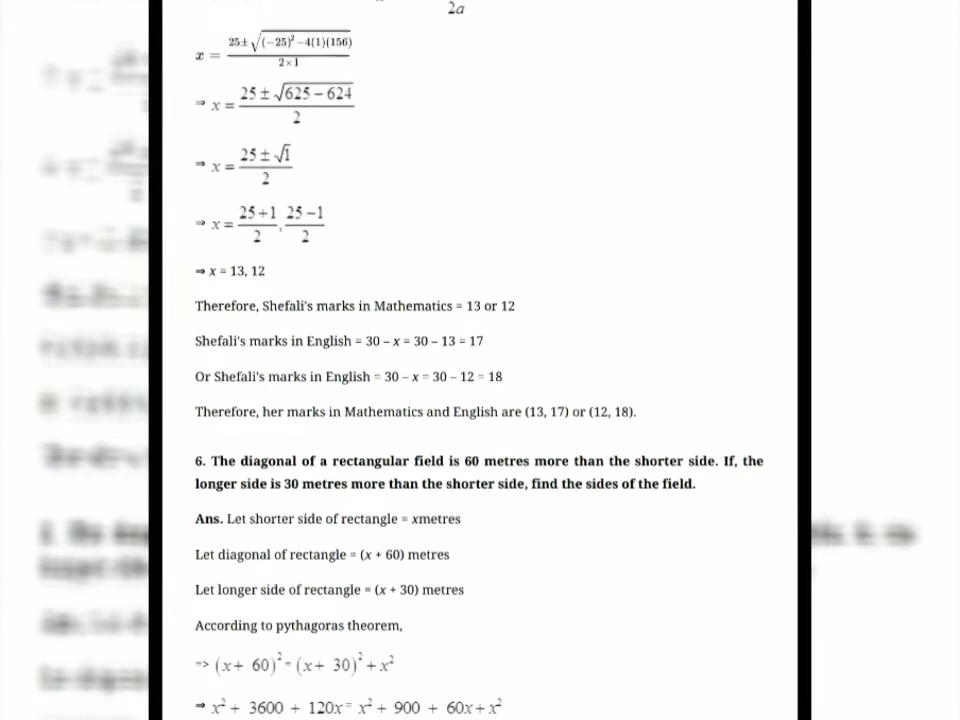 2a
x = 25± √(−25)² −4(1)(156) / 2×1
⇒ x = 25 ± √625 − 624 / 2
⇒ x = 25 ± √1 / 2
⇒ x = 25+1 / 2 , 25 −1 / 2
⇒ x = 13, 12
Therefore, Shefali's marks in Mathematics = 13 or 12
Shefali's marks in English = 30 – x = 30 – 13 = 17
Or Shefali's marks in English = 30 – x = 30 – 12 = 18
Therefore, her marks in Mathematics and English are (13, 17) or (12, 18).
6. The diagonal of a rectangular field is 60 metres more than the shorter side. If, the
longer side is 30 metres more than the shorter side, find the sides of the field.
Ans. Let shorter side of rectangle = xmetres
Let diagonal of rectangle = (x + 60) metres
Let longer side of rectangle = (x + 30) metres
According to pythagoras theorem,
=> (x + 60)² = (x + 30)² + x²
⇒ x² + 3600 + 120x = x² + 900 + 60x + x²